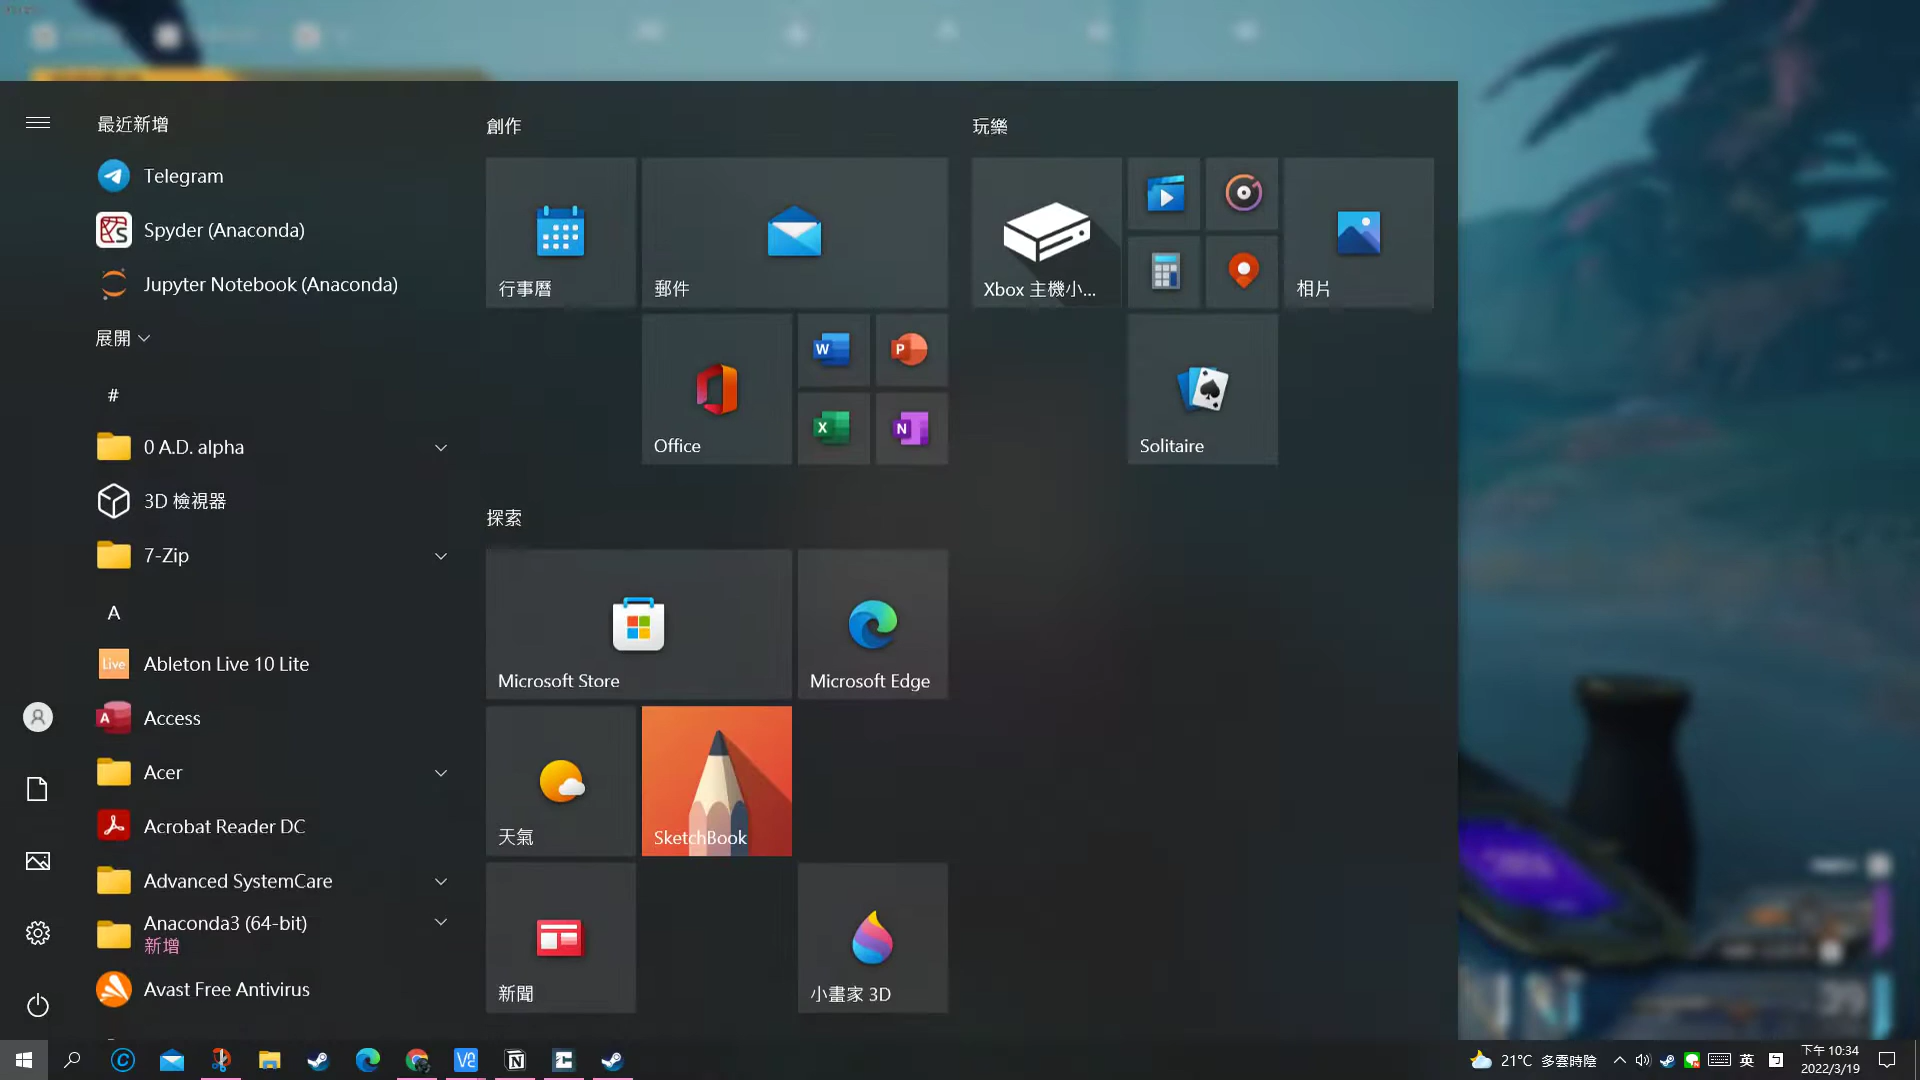 最近新增
Telegram
Spyder (Anaconda)
Jupyter Notebook (Anaconda)
展開
#
0 A.D. alpha
3D 檢視器
7-Zip
A
Ableton Live 10 Lite
Access
Acer
Acrobat Reader DC
Advanced SystemCare
Anaconda3 (64-bit)
新增
Avast Free Antivirus
創作
行事曆
郵件
Office
探索
Microsoft Store
Microsoft Edge
天氣
SketchBook
新聞
小畫家 3D
玩樂
Xbox 主機小...
相片
Solitaire
21°C 多雲時陰
英
下午 10:34
2022/3/19